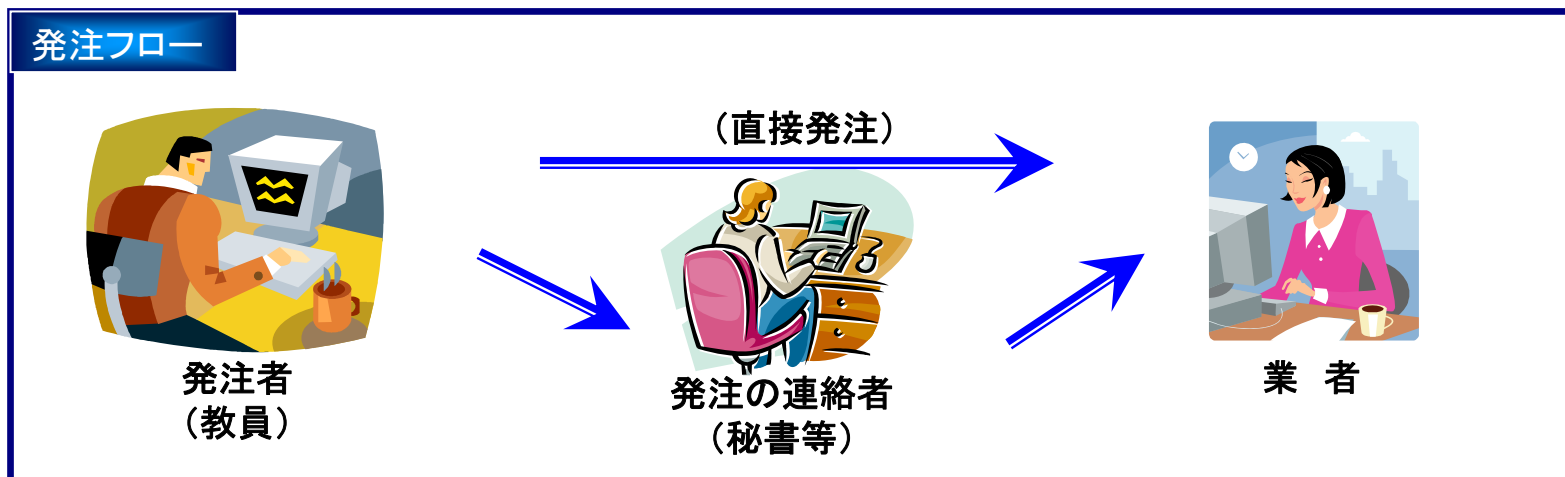 発注フロー
（直接発注）
発注者
（教員）
発注の連絡者
（秘書等）
業　者